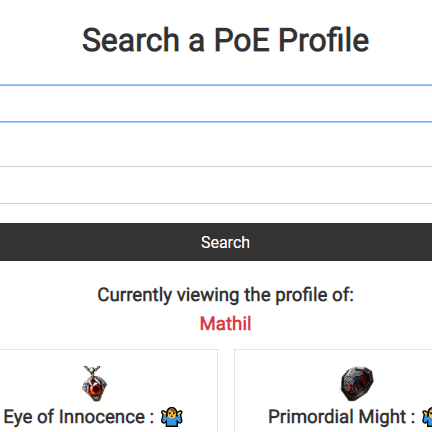 Search a PoE Profile
Search
Currently viewing the profile of:
Mathil
Eye of Innocence : 🤷‍♂️
Primordial Might : 🤷‍♂️